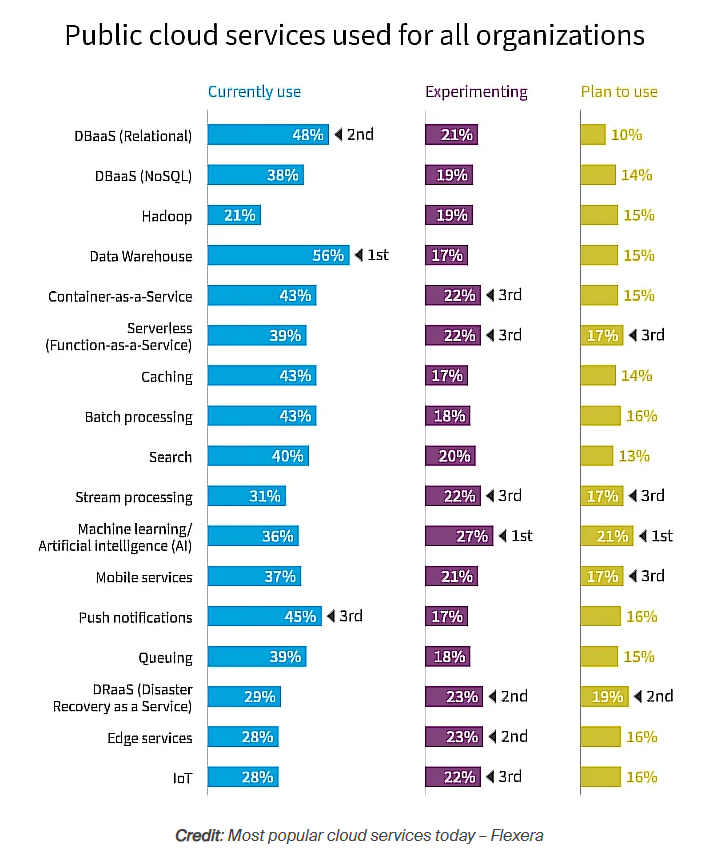 Public cloud services used for all organizations
Currently use Experimenting Plan to use
DBaaS (Relational) 48% 2nd 21% 10%
DBaaS (NoSQL) 38% 19% 14%
Hadoop 21% 19% 15%
Data Warehouse 56% 1st 17% 15%
Container-as-a-Service 43% 22% 3rd 15%
Serverless
(Function-as-a-Service) 39% 22% 3rd 17% 3rd
Caching 43% 17% 14%
Batch processing 43% 18% 16%
Search 40% 20% 13%
Stream processing 31% 22% 3rd 17% 3rd
Machine learning/
Artificial intelligence (AI) 36% 27% 1st 21% 1st
Mobile services 37% 21% 17% 3rd
Push notifications 45% 3rd 17% 16%
Queuing 39% 18% 15%
DRaaS (Disaster
Recovery as a Service) 29% 23% 2nd 19% 2nd
Edge services 28% 23% 2nd 16%
IoT 28% 22% 3rd 16%
Credit: Most popular cloud services today – Flexera